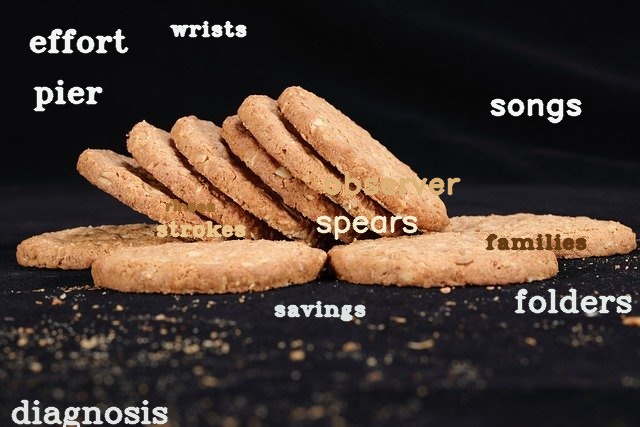 effort
wrists
pier
songs
observer
strokes
spears
families
savings
folders
diagnosis